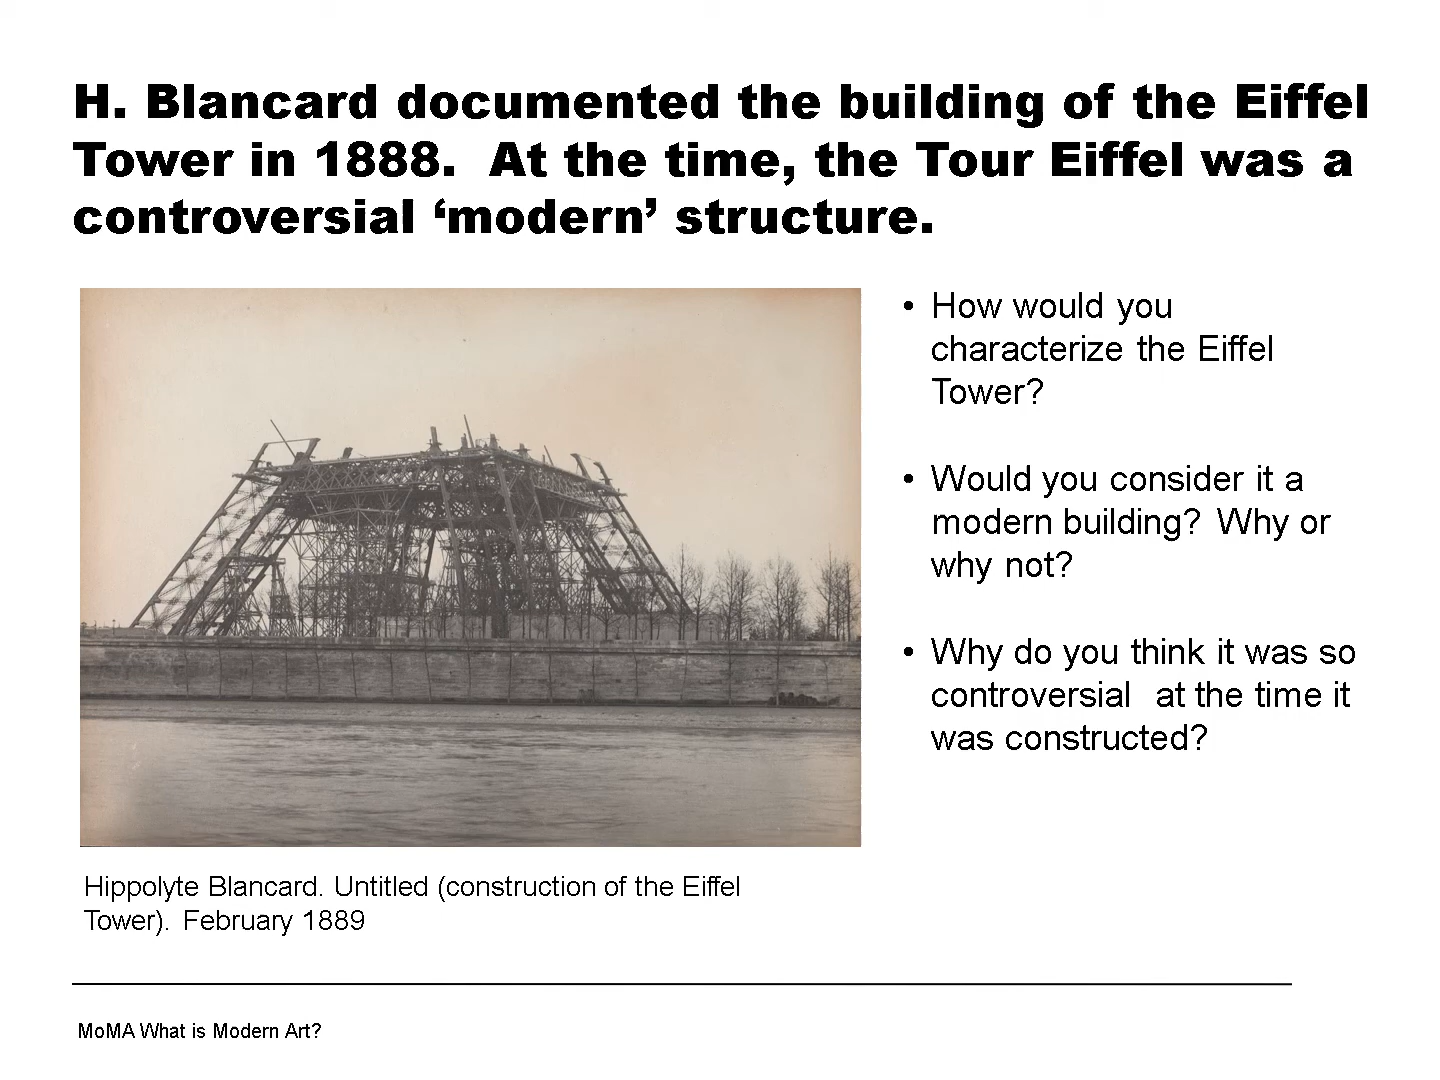 H. Blancard documented the building of the Eiffel
Tower in 1888.  At the time, the Tour Eiffel was a
controversial ‘modern’ structure.
• How would you
characterize the Eiffel
Tower?
• Would you consider it a
modern building?  Why or
why not?
• Why do you think it was so
controversial  at the time it
was constructed?
Hippolyte Blancard. Untitled (construction of the Eiffel
Tower).  February 1889
MoMA What is Modern Art?